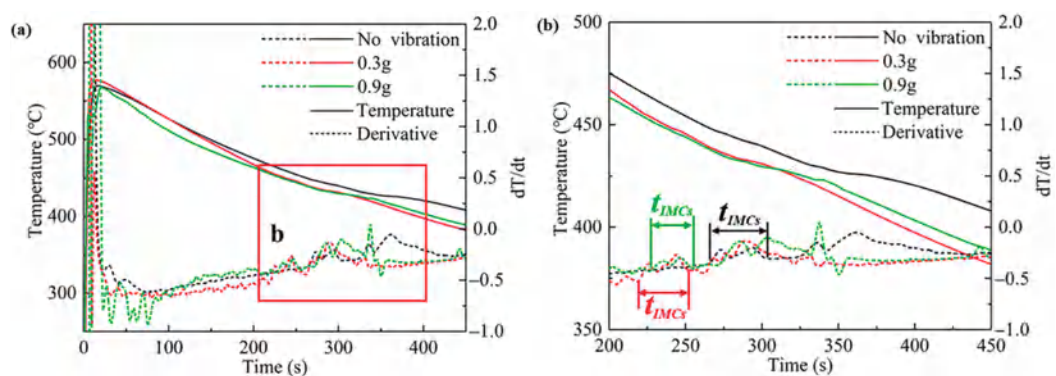 (a)
600
500
400
300
Temperature (°C)
No vibration
0.3g
0.9g
Temperature
Derivative
b
2.0
1.5
1.0
0.5
0.0
−0.5
−1.0
dT/dt
0 100 200 300 400
Time (s)
(b)
500
450
400
350
Temperature (°C)
No vibration
0.3g
0.9g
Temperature
Derivative
tIMCs
tIMCs
tIMCs
2.0
1.5
1.0
0.5
0.0
−0.5
−1.0
dT/dt
200 250 300 350 400 450
Time (s)